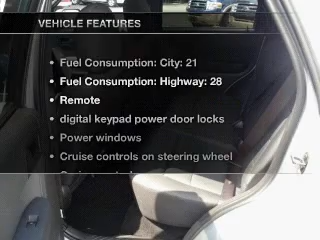 VEHICLE FEATURES
• Fuel Consumption: City: 21
• Fuel Consumption: Highway: 28
• Remote
• digital keypad power door locks
• Power windows
• Cruise controls on steering wheel